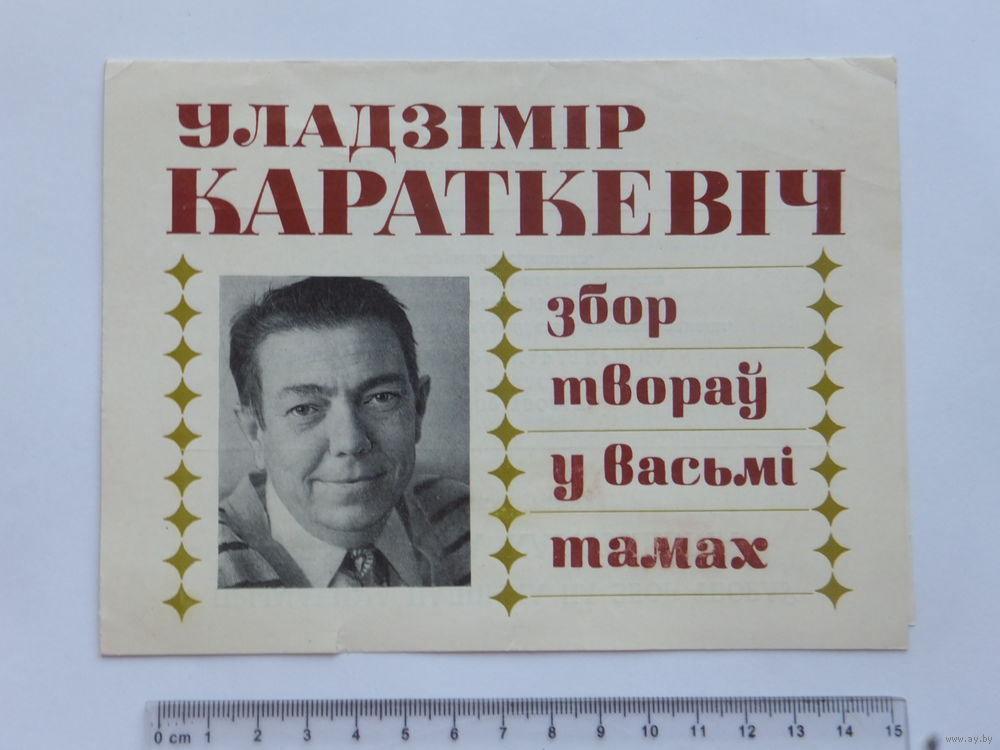 УЛАДЗІМІР
КАРАТКЕВІЧ
збор
твораў
у васьмі
тамах
0 cm 1 2 3 4 5 6 7 8 9 10 11 12 13 14 15
www.ay.by